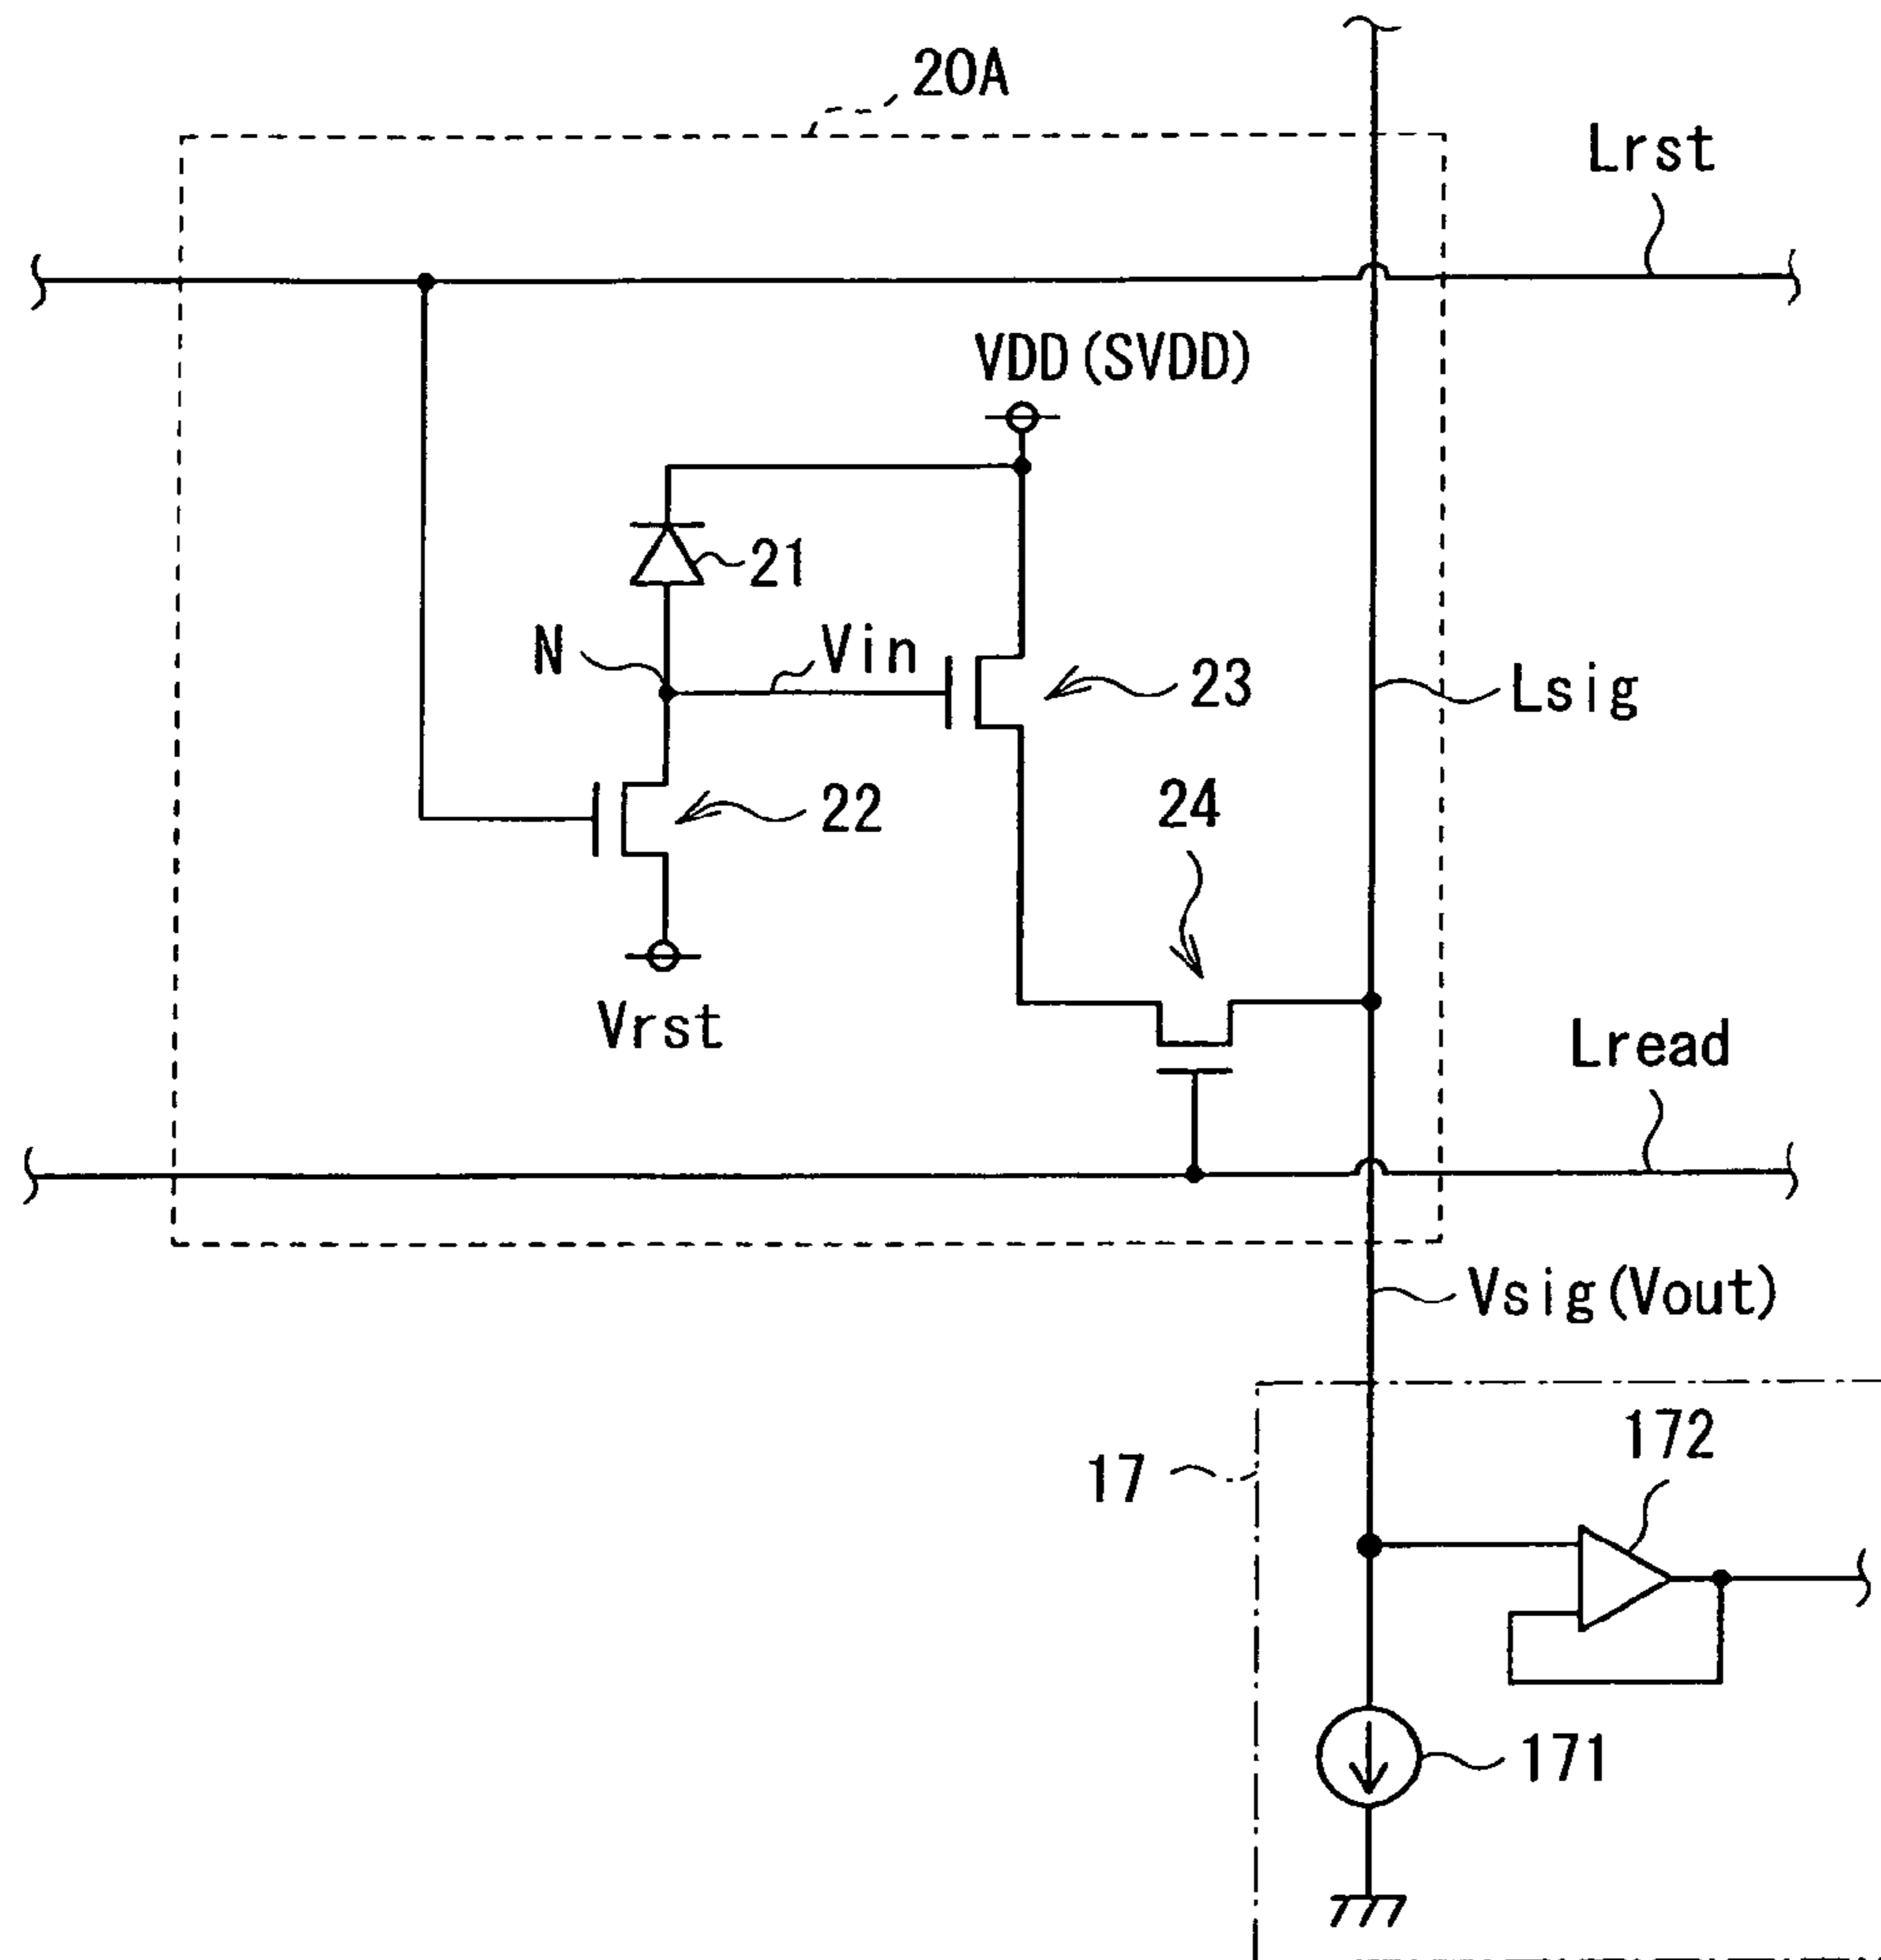 20A
Lrst
VDD(SVDD)
21
N
Vin
23
Lsig
22
24
Vrst
Lread
Vsig(Vout)
172
17
171